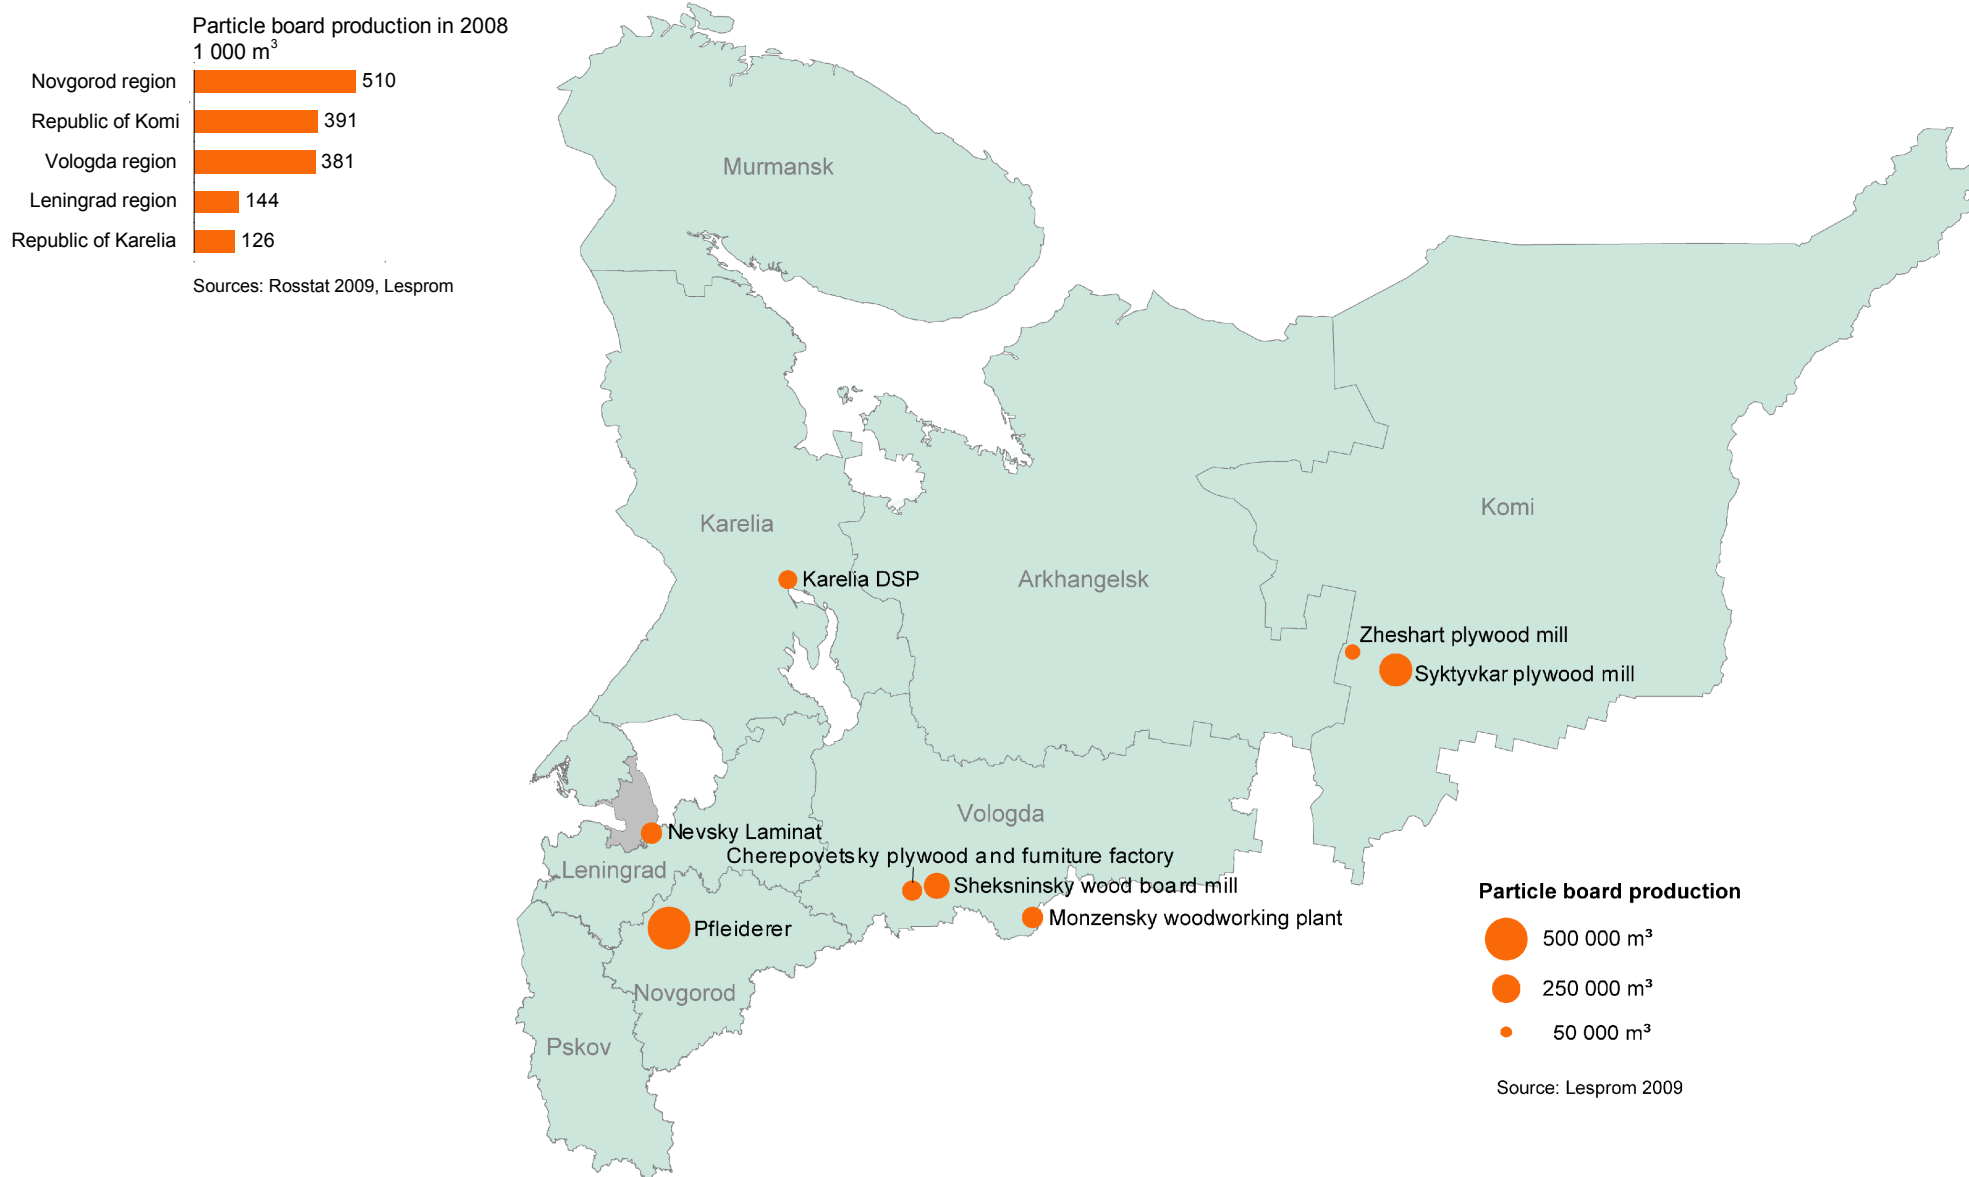 Particle board production in 2008
1 000 m³
Novgorod region 510
Republic of Komi 391
Vologda region 381
Leningrad region 144
Republic of Karelia 126
Sources: Rosstat 2009, Lesprom
Murmansk
Karelia
Komi
Arkhangelsk
Karelia DSP
Zheshart plywood mill
Syktyvkar plywood mill
Vologda
Nevsky Laminat
Cherepovetsky plywood and furniture factory
Leningrad
Sheksninsky wood board mill
Monzensky woodworking plant
Pfleiderer
Novgorod
Pskov
Particle board production
500 000 m³
250 000 m³
50 000 m³
Source: Lesprom 2009